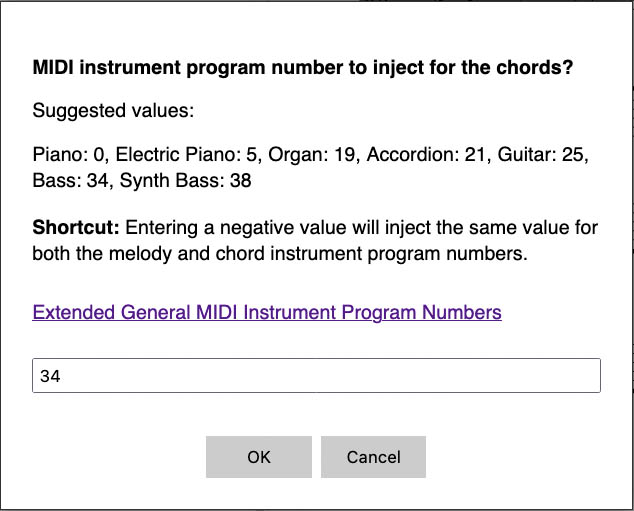 MIDI instrument program number to inject for the chords?
Suggested values:
Piano: 0, Electric Piano: 5, Organ: 19, Accordion: 21, Guitar: 25,
Bass: 34, Synth Bass: 38
Shortcut: Entering a negative value will inject the same value for
both the melody and chord instrument program numbers.
Extended General MIDI Instrument Program Numbers
34
OK Cancel